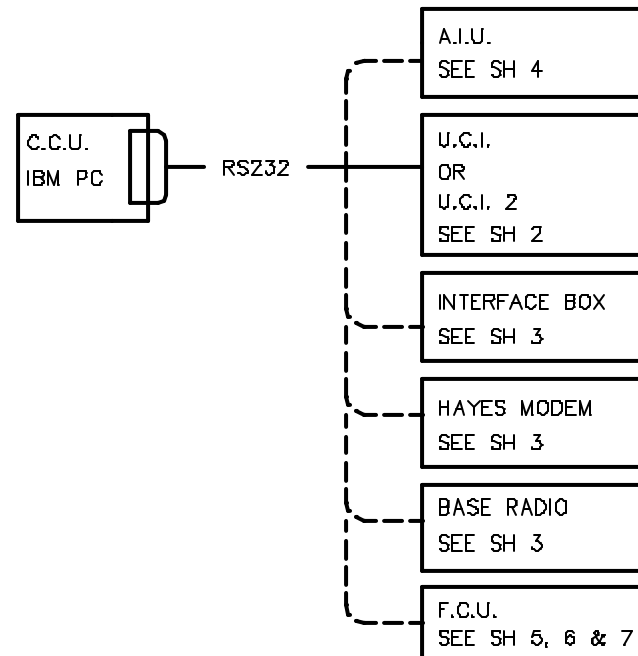 A.I.U.
SEE SH 4
C.C.U.
IBM PC
RS232
U.C.I.
OR
U.C.I. 2
SEE SH 2
INTERFACE BOX
SEE SH 3
HAYES MODEM
SEE SH 3
BASE RADIO
SEE SH 3
F.C.U.
SEE SH 5, 6 & 7